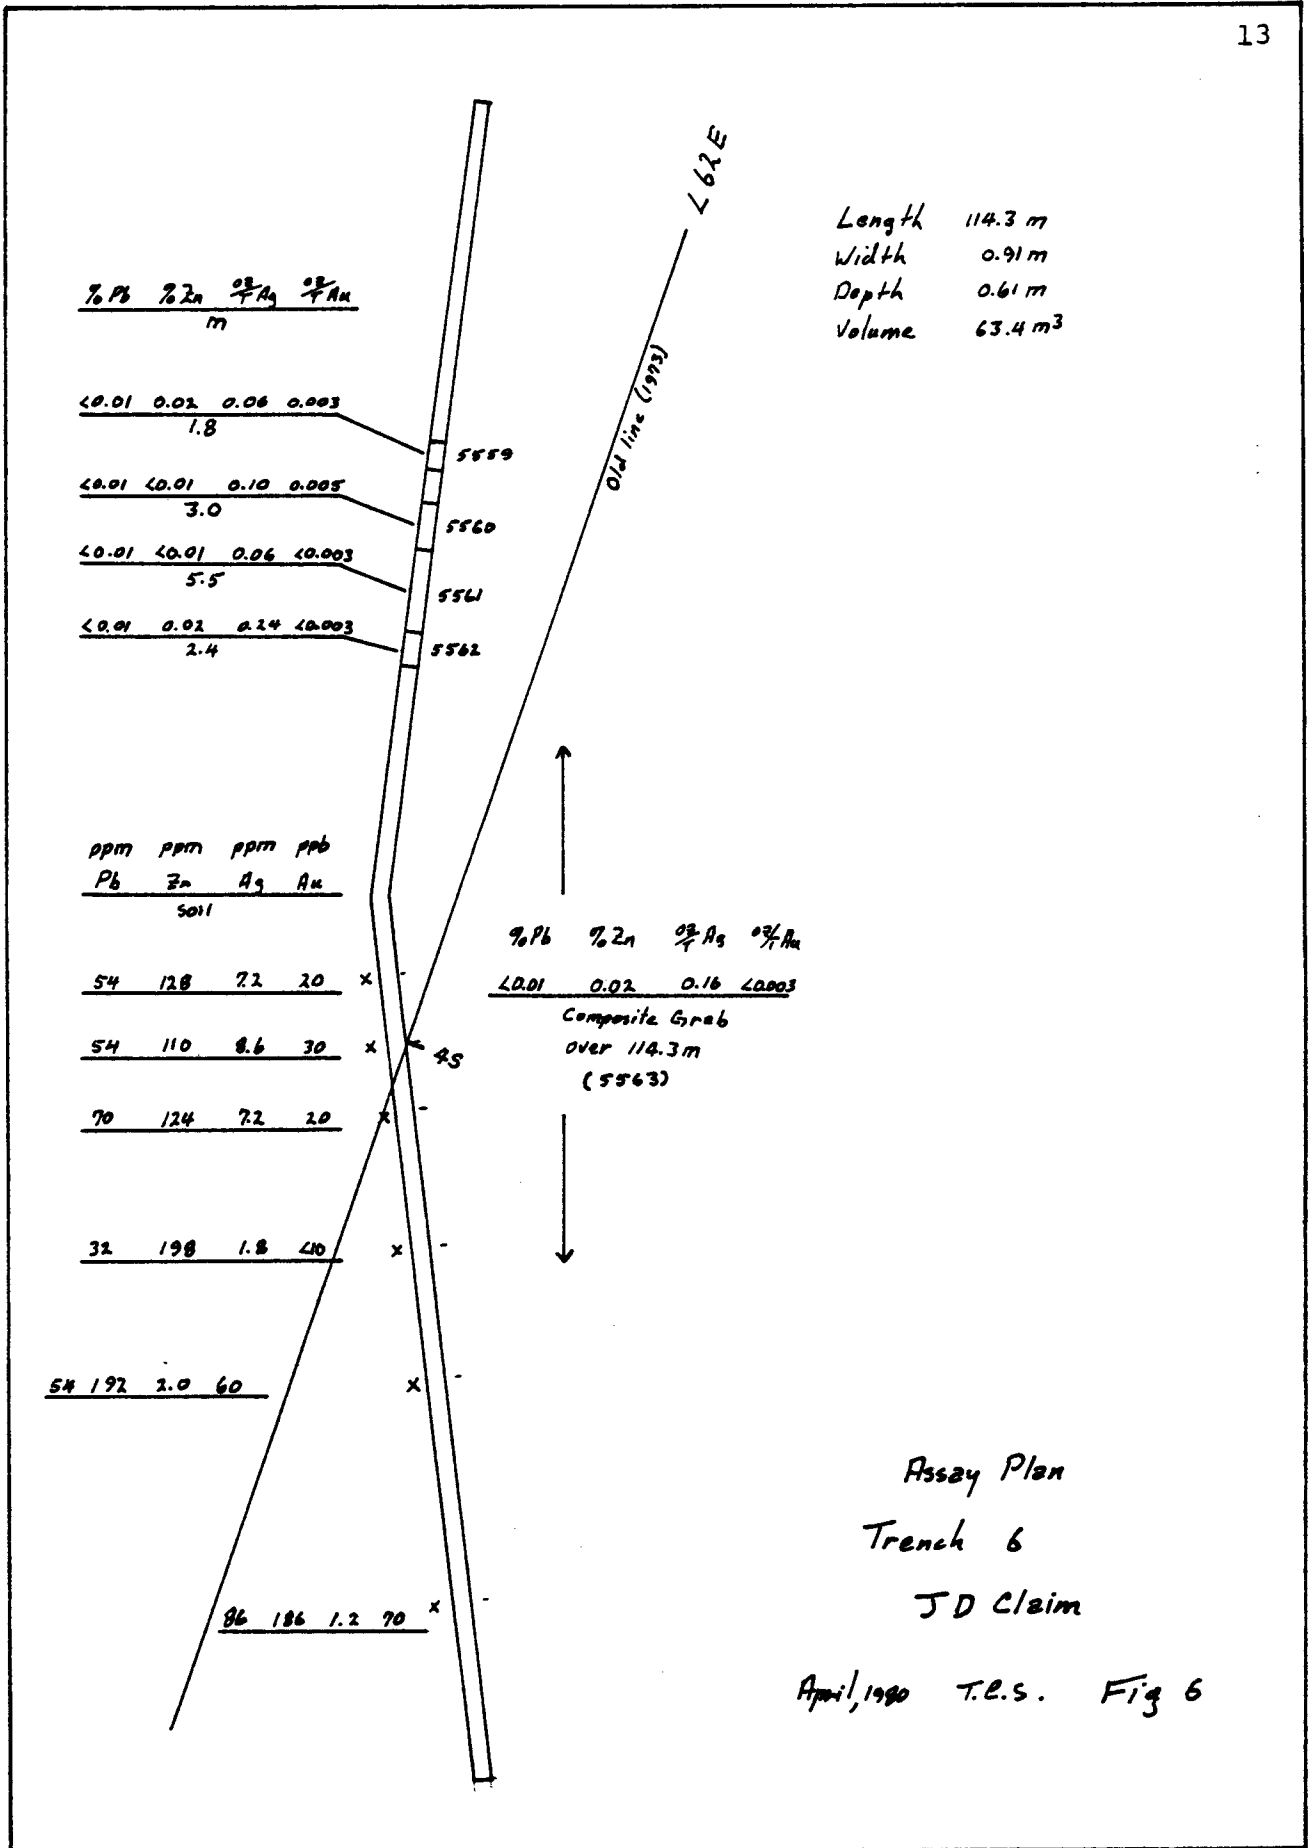 13
L 62 E
Length 114.3 m
Width 0.91 m
Depth 0.61 m
Volume 63.4 m³
% Pb % Zn oz/T Ag oz/T Au
m
Old line (1973)
<0.01 0.02 0.06 0.003
1.8
5559
<0.01 <0.01 0.10 0.005
3.0
5560
<0.01 <0.01 0.06 <0.003
5.5
5561
<0.01 0.02 0.24 <0.003
2.4
5562
ppm ppm ppm ppb
Pb Zn Ag Au
soil
% Pb % Zn oz/T Ag oz/T Au
<0.01 0.02 0.16 <0.003
Composite Grab
over 114.3 m
(5563)
54 128 7.2 20 x
54 110 8.6 30 x
4S
70 124 7.2 20 x
32 198 1.8 <10 x
54 192 2.0 60 x
86 186 1.2 70 x
Assay Plan
Trench 6
JD Claim
April, 1980 T.C.S. Fig 6